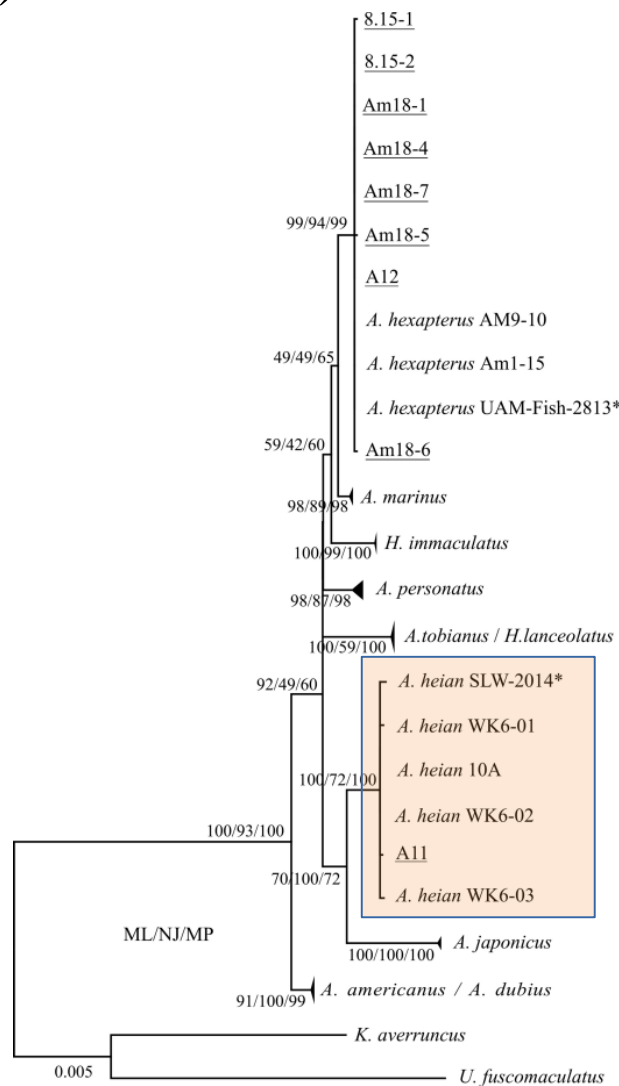 8.15-1
8.15-2
Am18-1
Am18-4
Am18-7
99/94/99
Am18-5
A12
A. hexapterus AM9-10
49/49/65
A. hexapterus Am1-15
A. hexapterus UAM-Fish-2813*
59/42/60
Am18-6
A. marinus
98/89/98
H. immaculatus
100/99/100
A. personatus
98/87/98
A.tobianus / H.lanceolatus
100/59/100
A. heian SLW-2014*
92/49/60
A. heian WK6-01
A. heian 10A
100/72/100
A. heian WK6-02
100/93/100
A11
70/100/72
A. heian WK6-03
ML/NJ/MP
A. japonicus
100/100/100
A. americanus / A. dubius
91/100/99
K. averruncus
0.005
U. fuscomaculatus